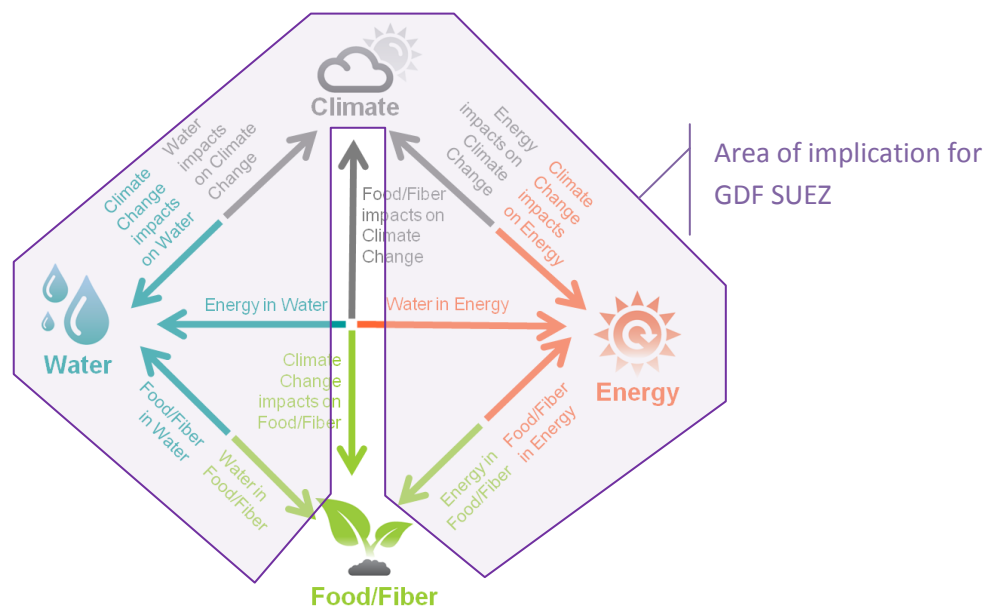 Climate
Water
impacts
on Climate
Change
Climate
Change
impacts
on Water
Energy
impacts on
Climate
Change
Climate
Change
impacts
on Energy
Area of implication for
GDF SUEZ
Food/Fiber
impacts on
Climate
Change
Energy in Water
Water in Energy
Water
Energy
Climate
Change
impacts on
Food/Fiber
Food/Fiber
in Water
Water in
Food/Fiber
Food/Fiber
in Energy
Energy in
Food/Fiber
Food/Fiber